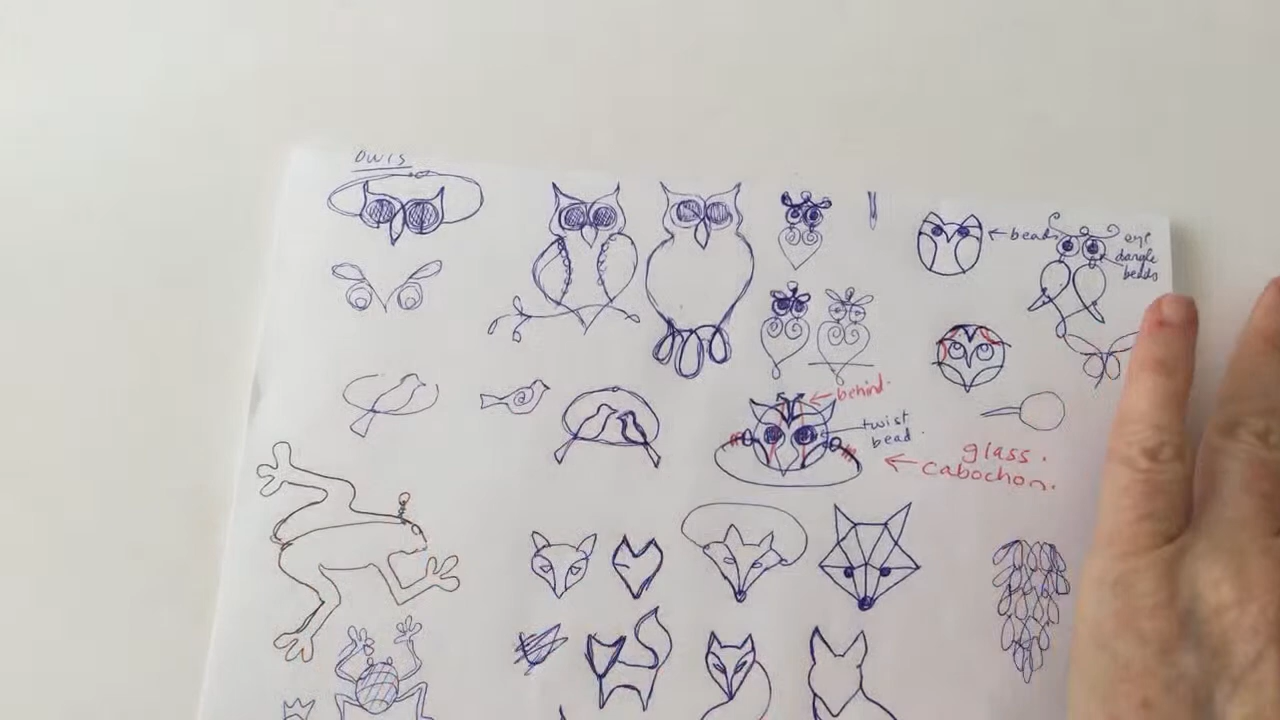 Owls
beads
eye
dangle
beads
behind.
twist
bead.
glass.
cabochon.